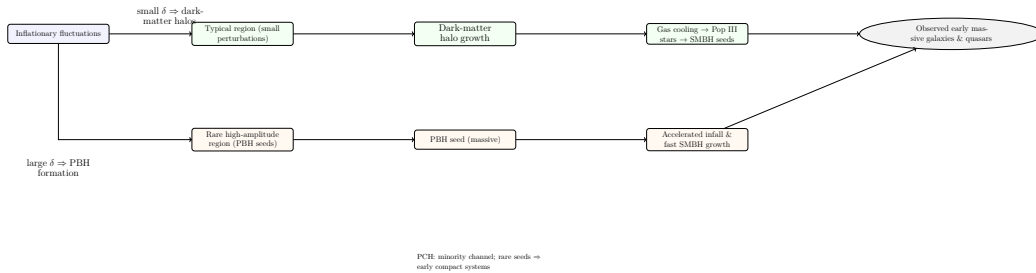 small δ ⇒ dark-
matter halos
Inflationary fluctuations
Typical region (small
perturbations)
Dark-matter
halo growth
Gas cooling → Pop III
stars → SMBH seeds
Observed early mas-
sive galaxies & quasars
Rare high-amplitude
region (PBH seeds)
PBH seed (massive)
Accelerated infall &
fast SMBH growth
large δ ⇒ PBH
formation
PCH: minority channel; rare seeds ⇒
early compact systems